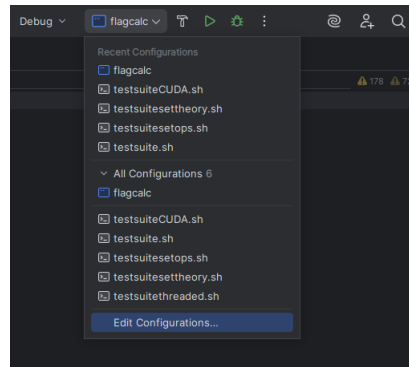 Debug flagcalc
Recent Configurations
flagcalc
testsuiteCUDA.sh
testsuitesettheory.sh
testsuitesetops.sh
testsuite.sh
178
All Configurations 6
flagcalc
testsuiteCUDA.sh
testsuite.sh
testsuitesetops.sh
testsuitesettheory.sh
testsuitethreaded.sh
Edit Configurations...